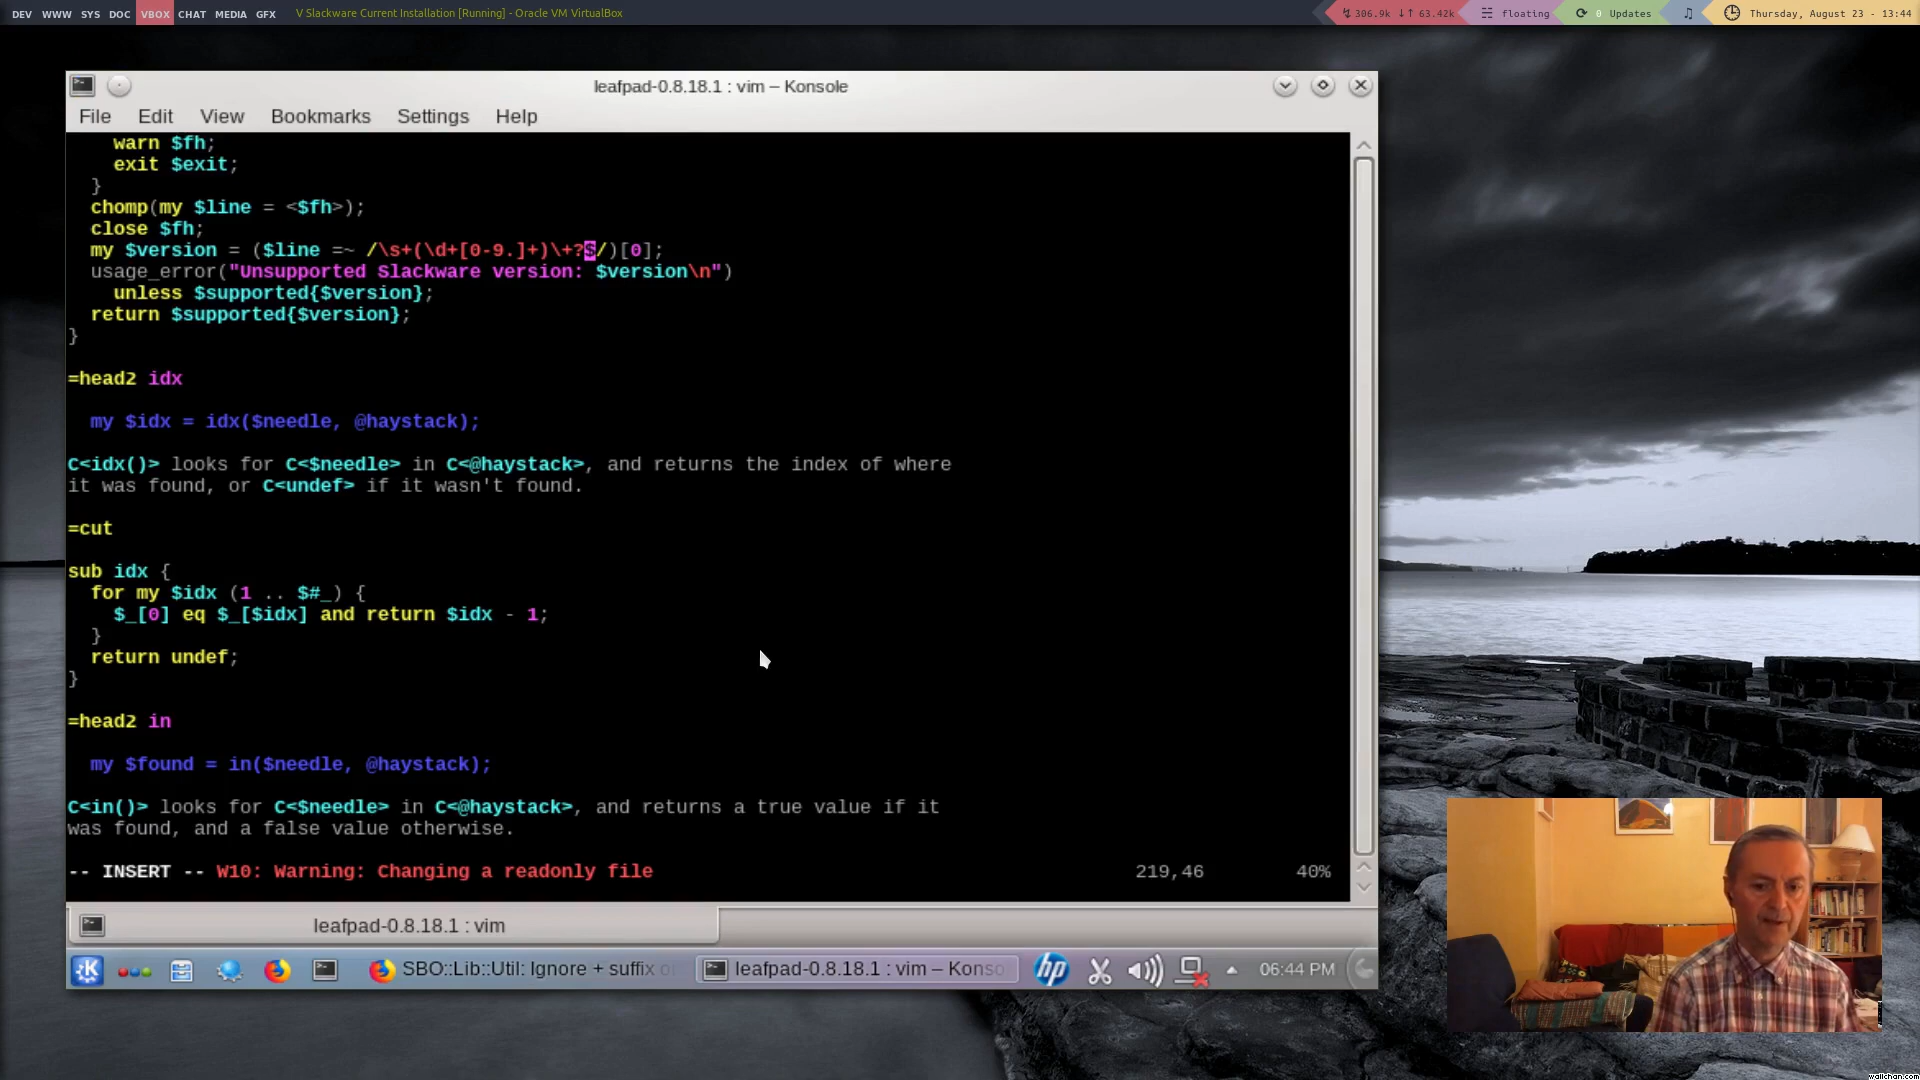 DEV WWW SYS DOC VBOX CHAT MEDIA GFX V Slackware Current Installation [Running] - Oracle VM VirtualBox 306.9k ↓↑ 63.42k floating 0 Updates Thursday, August 23 - 13:44
leafpad-0.8.18.1 : vim – Konsole
File Edit View Bookmarks Settings Help
    warn $fh;
    exit $exit;
  }
  chomp(my $line = <$fh>);
  close $fh;
  my $version = ($line =~ /\s+(\d+[0-9.]+)\+?$/)[0];
  usage_error("Unsupported Slackware version: $version\n")
    unless $supported{$version};
  return $supported{$version};
}
=head2 idx
  my $idx = idx($needle, @haystack);
C<idx()> looks for C<$needle> in C<@haystack>, and returns the index of where
it was found, or C<undef> if it wasn't found.
=cut
sub idx {
  for my $idx (1 .. $#_) {
    $_[0] eq $_[$idx] and return $idx - 1;
  }
  return undef;
}
=head2 in
  my $found = in($needle, @haystack);
C<in()> looks for C<$needle> in C<@haystack>, and returns a true value if it
was found, and a false value otherwise.
-- INSERT -- W10: Warning: Changing a readonly file 219,46 40%
leafpad-0.8.18.1 : vim
SBO::Lib::Util: Ignore + suffix o leafpad-0.8.18.1 : vim – Konso hp 06:44 PM
wallchan.com